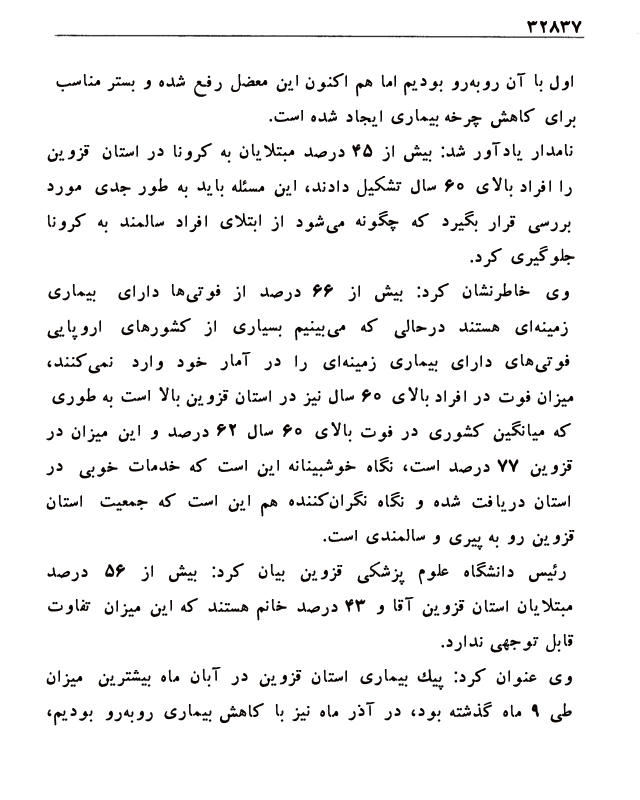 ۳۲۸۳۷
اول با آن روبه‌رو بودیم اما هم اکنون این معضل رفع شده و بستر مناسب
برای کاهش چرخه بیماری ایجاد شده است.
نامدار یادآور شد: بیش از ۴۵ درصد مبتلایان به کرونا در استان قزوین
را افراد بالای ۶۰ سال تشکیل دادند، این مسئله باید به طور جدی مورد
بررسی قرار بگیرد که چگونه می‌شود از ابتلای افراد سالمند به کرونا
جلوگیری کرد.
وی خاطرنشان کرد: بیش از ۶۶ درصد از فوتی‌ها دارای بیماری
زمینه‌ای هستند درحالی که می‌بینیم بسیاری از کشورهای اروپایی
فوتی‌های دارای بیماری زمینه‌ای را در آمار خود وارد نمی‌کنند،
میزان فوت در افراد بالای ۶۰ سال نیز در استان قزوین بالا است به طوری
که میانگین کشوری در فوت بالای ۶۰ سال ۶۲ درصد و این میزان در
قزوین ۷۷ درصد است، نگاه خوشبینانه این است که خدمات خوبی در
استان دریافت شده و نگاه نگران‌کننده هم این است که جمعیت استان
قزوین رو به پیری و سالمندی است.
رئیس دانشگاه علوم پزشکی قزوین بیان کرد: بیش از ۵۶ درصد
مبتلایان استان قزوین آقا و ۴۳ درصد خانم هستند که این میزان تفاوت
قابل توجهی ندارد.
وی عنوان کرد: پیك بیماری استان قزوین در آبان ماه بیشترین میزان
طی ۹ ماه گذشته بود، در آذر ماه نیز با کاهش بیماری روبه‌رو بودیم،